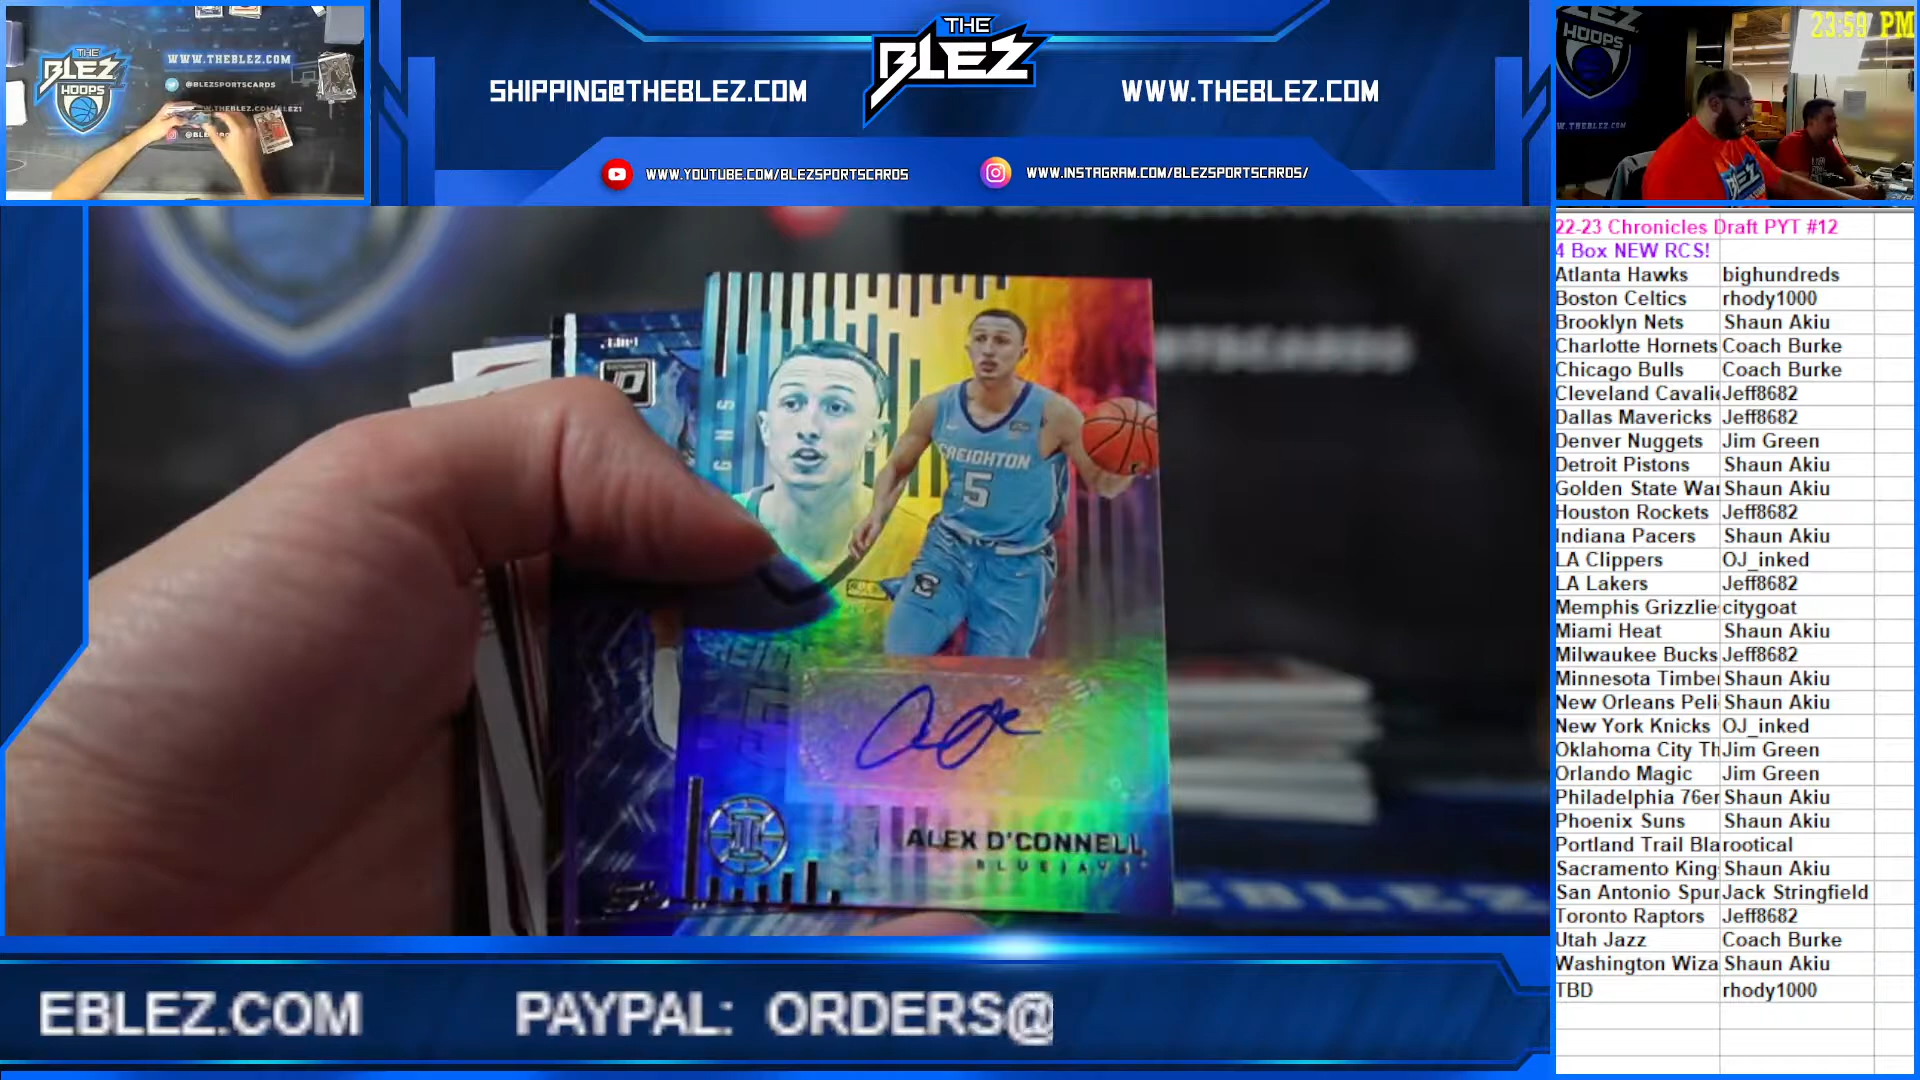 THE
BLEZ
HOOPS
WWW.THEBLEZ.COM
@BLEZSPORTSCARDS
SHIPPING@THEBLEZ.COM
THE
BLEZ
WWW.THEBLEZ.COM
WWW.YOUTUBE.COM/BLEZSPORTSCARDS
WWW.INSTAGRAM.COM/BLEZSPORTSCARDS/
HOOPS
23:59 PM
BLEZ
22-23 Chronicles Draft PYT #12
4 Box NEW RCS!
Atlanta Hawks bighundreds
Boston Celtics rhody1000
Brooklyn Nets Shaun Akiu
Charlotte Hornets Coach Burke
Chicago Bulls Coach Burke
Cleveland Cavalie Jeff8682
Dallas Mavericks Jeff8682
Denver Nuggets Jim Green
Detroit Pistons Shaun Akiu
Golden State War Shaun Akiu
Houston Rockets Jeff8682
Indiana Pacers Shaun Akiu
LA Clippers OJ_inked
LA Lakers Jeff8682
Memphis Grizzlie citygoat
Miami Heat Shaun Akiu
Milwaukee Bucks Jeff8682
Minnesota Timbe Shaun Akiu
New Orleans Peli Shaun Akiu
New York Knicks OJ_inked
Oklahoma City Th Jim Green
Orlando Magic Jim Green
Philadelphia 76er Shaun Akiu
Phoenix Suns Shaun Akiu
Portland Trail Bla rootical
Sacramento King Shaun Akiu
San Antonio Spur Jack Stringfield
Toronto Raptors Jeff8682
Utah Jazz Coach Burke
Washington Wiza Shaun Akiu
TBD rhody1000
CREIGHTON
5
ALEX O'CONNELL
BLUEJAYS
EBLEZ.COM PAYPAL: ORDERS@